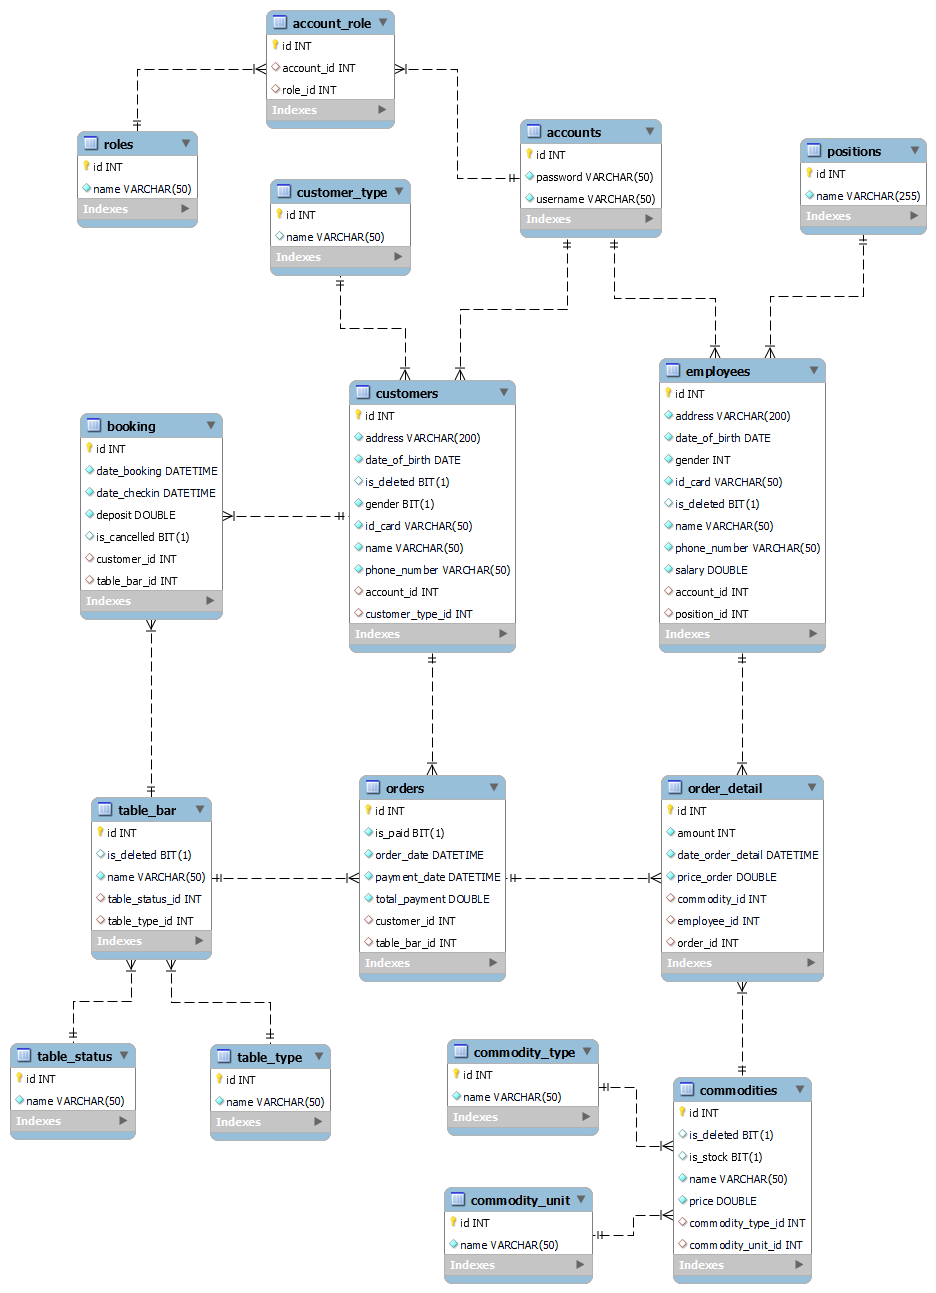 account_role
id INT
account_id INT
role_id INT
Indexes
roles
id INT
name VARCHAR(50)
Indexes
accounts
id INT
password VARCHAR(50)
username VARCHAR(50)
Indexes
positions
id INT
name VARCHAR(255)
Indexes
customer_type
id INT
name VARCHAR(50)
Indexes
customers
id INT
address VARCHAR(200)
date_of_birth DATE
is_deleted BIT(1)
gender BIT(1)
id_card VARCHAR(50)
name VARCHAR(50)
phone_number VARCHAR(50)
account_id INT
customer_type_id INT
Indexes
employees
id INT
address VARCHAR(200)
date_of_birth DATE
gender INT
id_card VARCHAR(50)
is_deleted BIT(1)
name VARCHAR(50)
phone_number VARCHAR(50)
salary DOUBLE
account_id INT
position_id INT
Indexes
booking
id INT
date_booking DATETIME
date_checkin DATETIME
deposit DOUBLE
is_cancelled BIT(1)
customer_id INT
table_bar_id INT
Indexes
table_bar
id INT
is_deleted BIT(1)
name VARCHAR(50)
table_status_id INT
table_type_id INT
Indexes
orders
id INT
is_paid BIT(1)
order_date DATETIME
payment_date DATETIME
total_payment DOUBLE
customer_id INT
table_bar_id INT
Indexes
order_detail
id INT
amount INT
date_order_detail DATETIME
price_order DOUBLE
commodity_id INT
employee_id INT
order_id INT
Indexes
table_status
id INT
name VARCHAR(50)
Indexes
table_type
id INT
name VARCHAR(50)
Indexes
commodity_type
id INT
name VARCHAR(50)
Indexes
commodities
id INT
is_deleted BIT(1)
is_stock BIT(1)
name VARCHAR(50)
price DOUBLE
commodity_type_id INT
commodity_unit_id INT
Indexes
commodity_unit
id INT
name VARCHAR(50)
Indexes